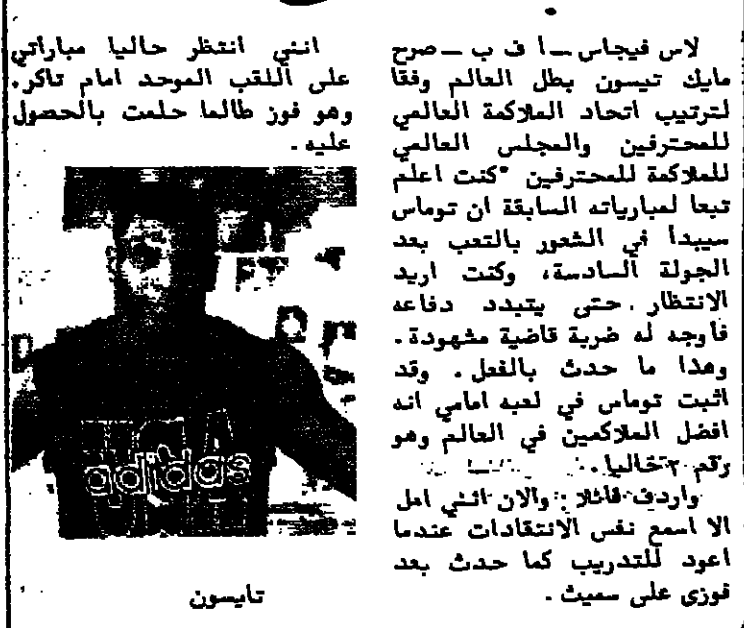 لاس فيجاس ــ أ ف ب ــ صرح
مايك تيسون بطل العالم وفقا
لترتيب اتحاد الملاكمة العالمي
للمحترفين والمجلس العالمي
للملاكمة للمحترفين "كنت اعلم
تبعا لمبارياته السابقة ان توماس
سيبدأ في الشعور بالتعب بعد
الجولة السادسة، وكنت اريد
الانتظار حتى يتبدد دفاعه
فأوجه له ضربة قاضية مشهودة.
وهذا ما حدث بالفعل. وقد
اثبت توماس في لعبه امامي انه
افضل الملاكمين في العالم وهو
رقم ٢ حاليا.
واردف قائلا: والان انني امل
الا اسمع نفس الانتقادات عندما
اعود للتدريب كما حدث بعد
فوزي على سميث.
انني انتظر حاليا مباراتي
على اللقب الموحد امام تاكر.
وهو فوز طالما حلمت بالحصول
عليه.
adidas
تايسون